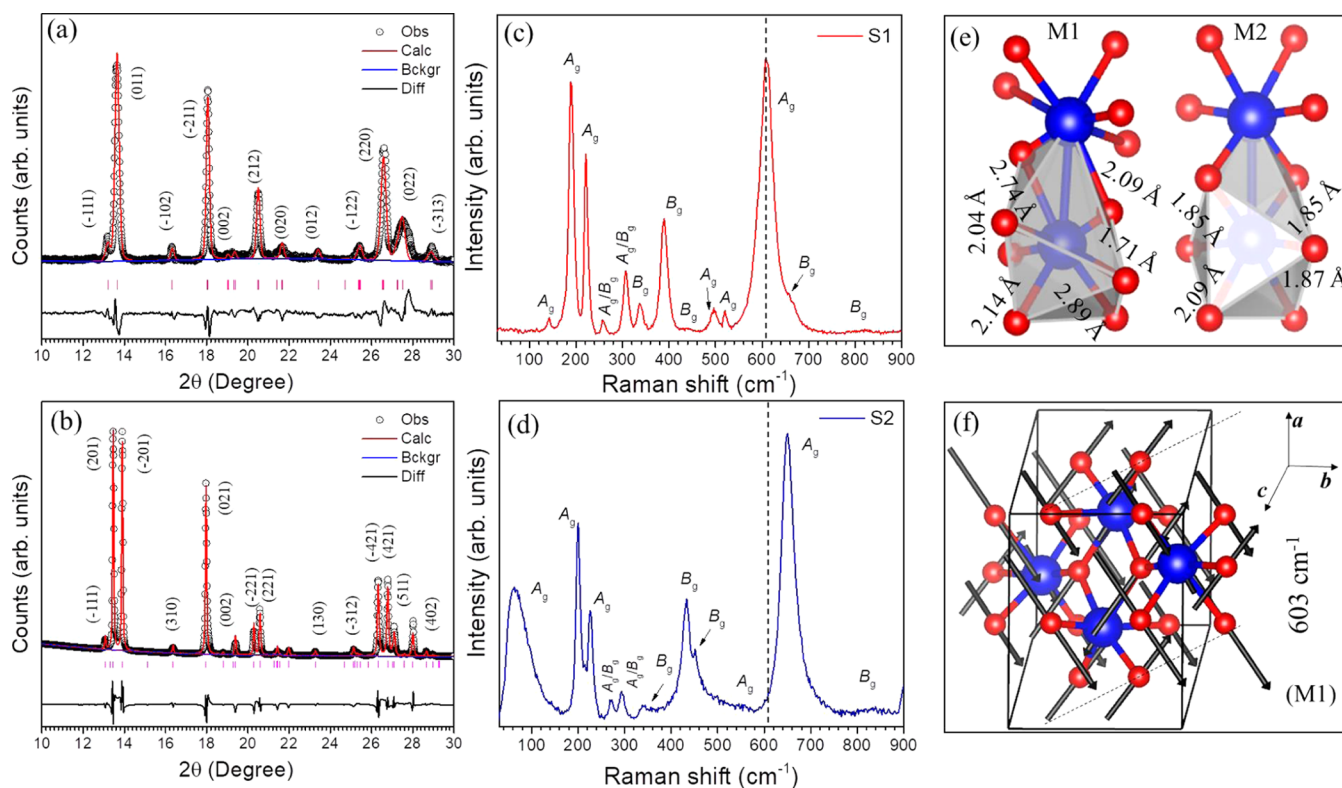 (a)
Obs
Calc
Bckgr
Diff
(-111)
(011)
(-102)
(-211)
(002)
(212)
(020)
(012)
(-122)
(220)
(022)
(-313)
Counts (arb. units)
10 12 14 16 18 20 22 24 26 28 30
2θ (Degree)
(b)
Obs
Calc
Bckgr
Diff
(-111)
(201)
(-201)
(310)
(021)
(002)
(-221)
(221)
(130)
(-312)
(-421)
(421)
(511)
(402)
Counts (arb. units)
10 12 14 16 18 20 22 24 26 28 30
2θ (Degree)
(c)
S1
Ag
Ag
Ag
Ag/Bg
Ag/Bg
Bg
Bg
Bg
Ag
Ag
Ag
Bg
Bg
Intensity (arb. units)
100 200 300 400 500 600 700 800 900
Raman shift (cm-1)
(d)
S2
Ag
Ag
Ag
Ag/Bg
Ag/Bg
Bg
Bg
Bg
Ag
Ag
Bg
Intensity (arb. units)
100 200 300 400 500 600 700 800 900
Raman shift (cm-1)
(e)
M1
M2
2.74 Å
2.09 Å
2.04 Å
1.71 Å
2.14 Å
2.89 Å
1.85 Å
1.85 Å
2.09 Å
1.87 Å
(f)
a
b
c
603 cm-1
(M1)